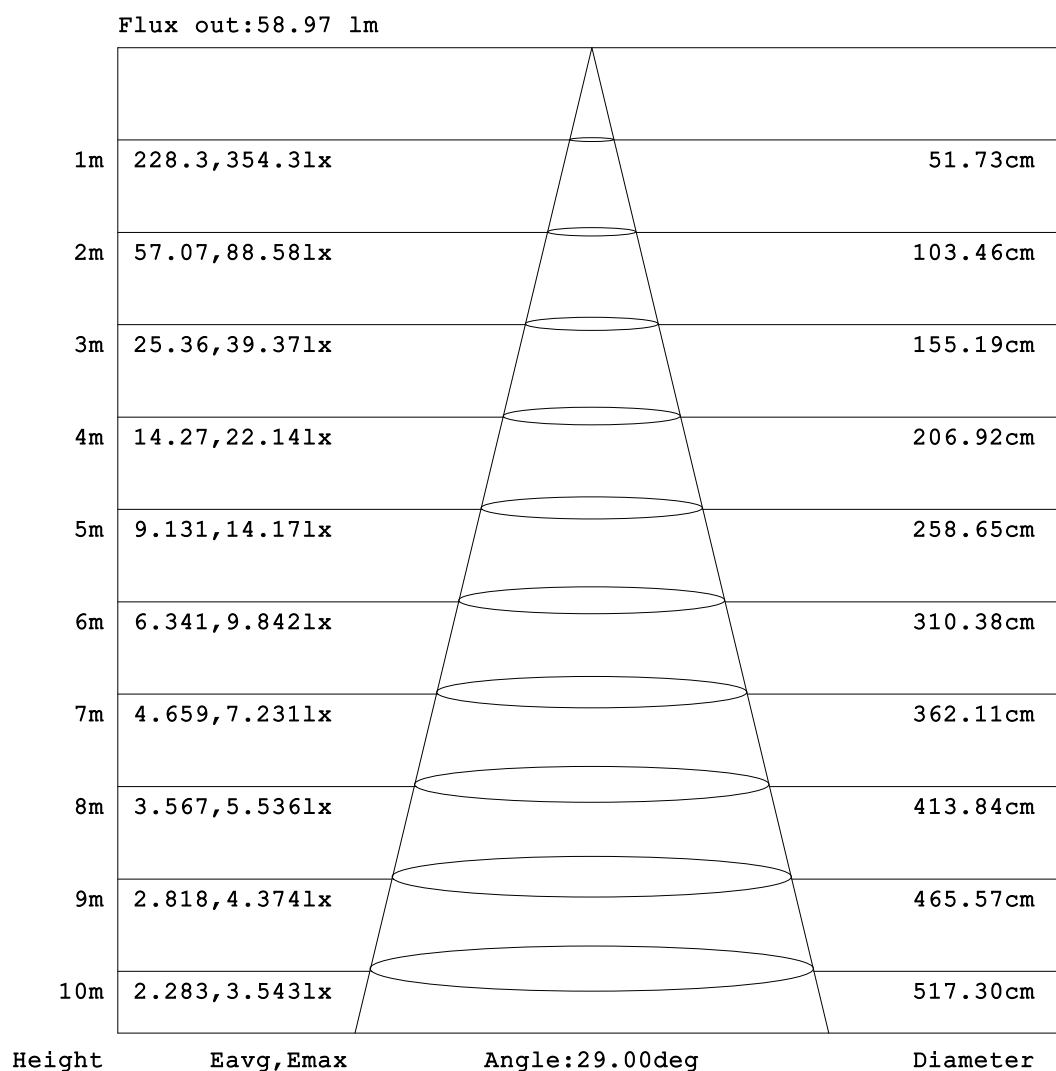 Flux out:58.97 lm
1m 228.3,354.3lx 51.73cm
2m 57.07,88.58lx 103.46cm
3m 25.36,39.37lx 155.19cm
4m 14.27,22.14lx 206.92cm
5m 9.131,14.17lx 258.65cm
6m 6.341,9.842lx 310.38cm
7m 4.659,7.231lx 362.11cm
8m 3.567,5.536lx 413.84cm
9m 2.818,4.374lx 465.57cm
10m 2.283,3.543lx 517.30cm
Height Eavg,Emax Angle:29.00deg Diameter